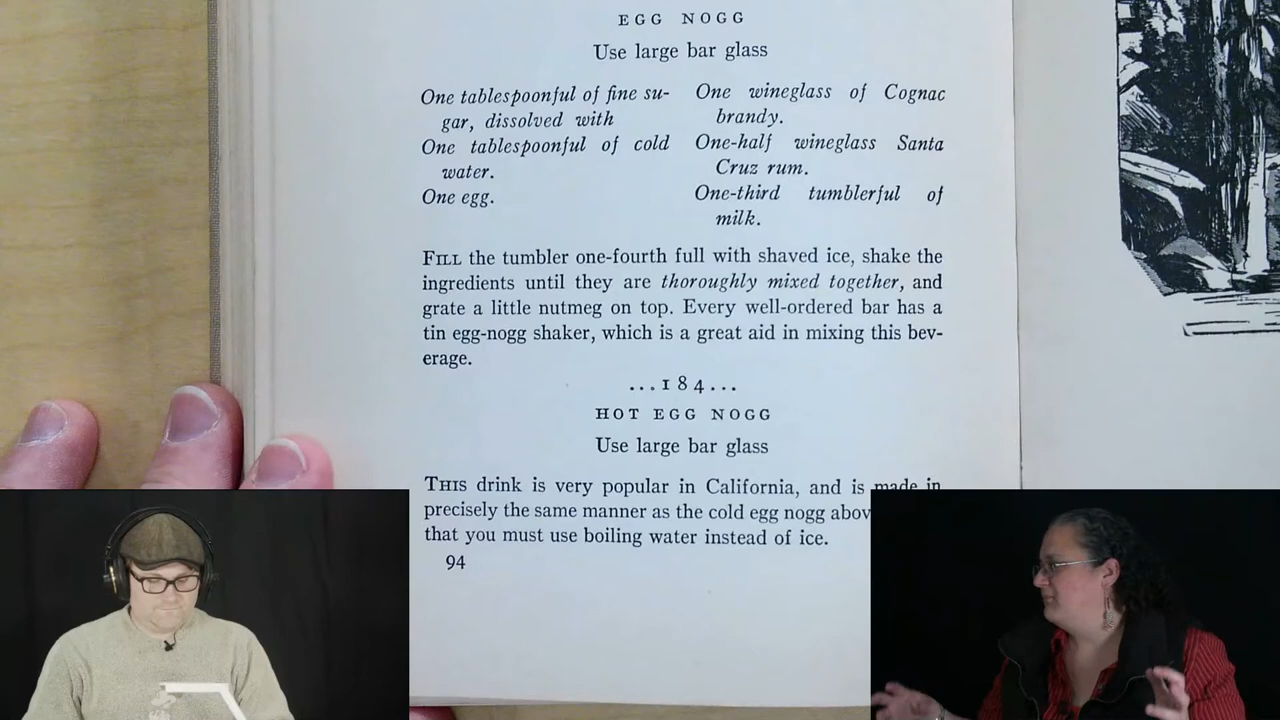 EGG NOGG
Use large bar glass
One tablespoonful of fine su-
gar, dissolved with
One tablespoonful of cold
water.
One egg.
One wineglass of Cognac
brandy.
One-half wineglass Santa
Cruz rum.
One-third tumblerful of
milk.
FILL the tumbler one-fourth full with shaved ice, shake the
ingredients until they are thoroughly mixed together, and
grate a little nutmeg on top. Every well-ordered bar has a
tin egg-nogg shaker, which is a great aid in mixing this bev-
erage.
...184...
HOT EGG NOGG
Use large bar glass
THIS drink is very popular in California, and is made in
precisely the same manner as the cold egg nogg abov
that you must use boiling water instead of ice.
94